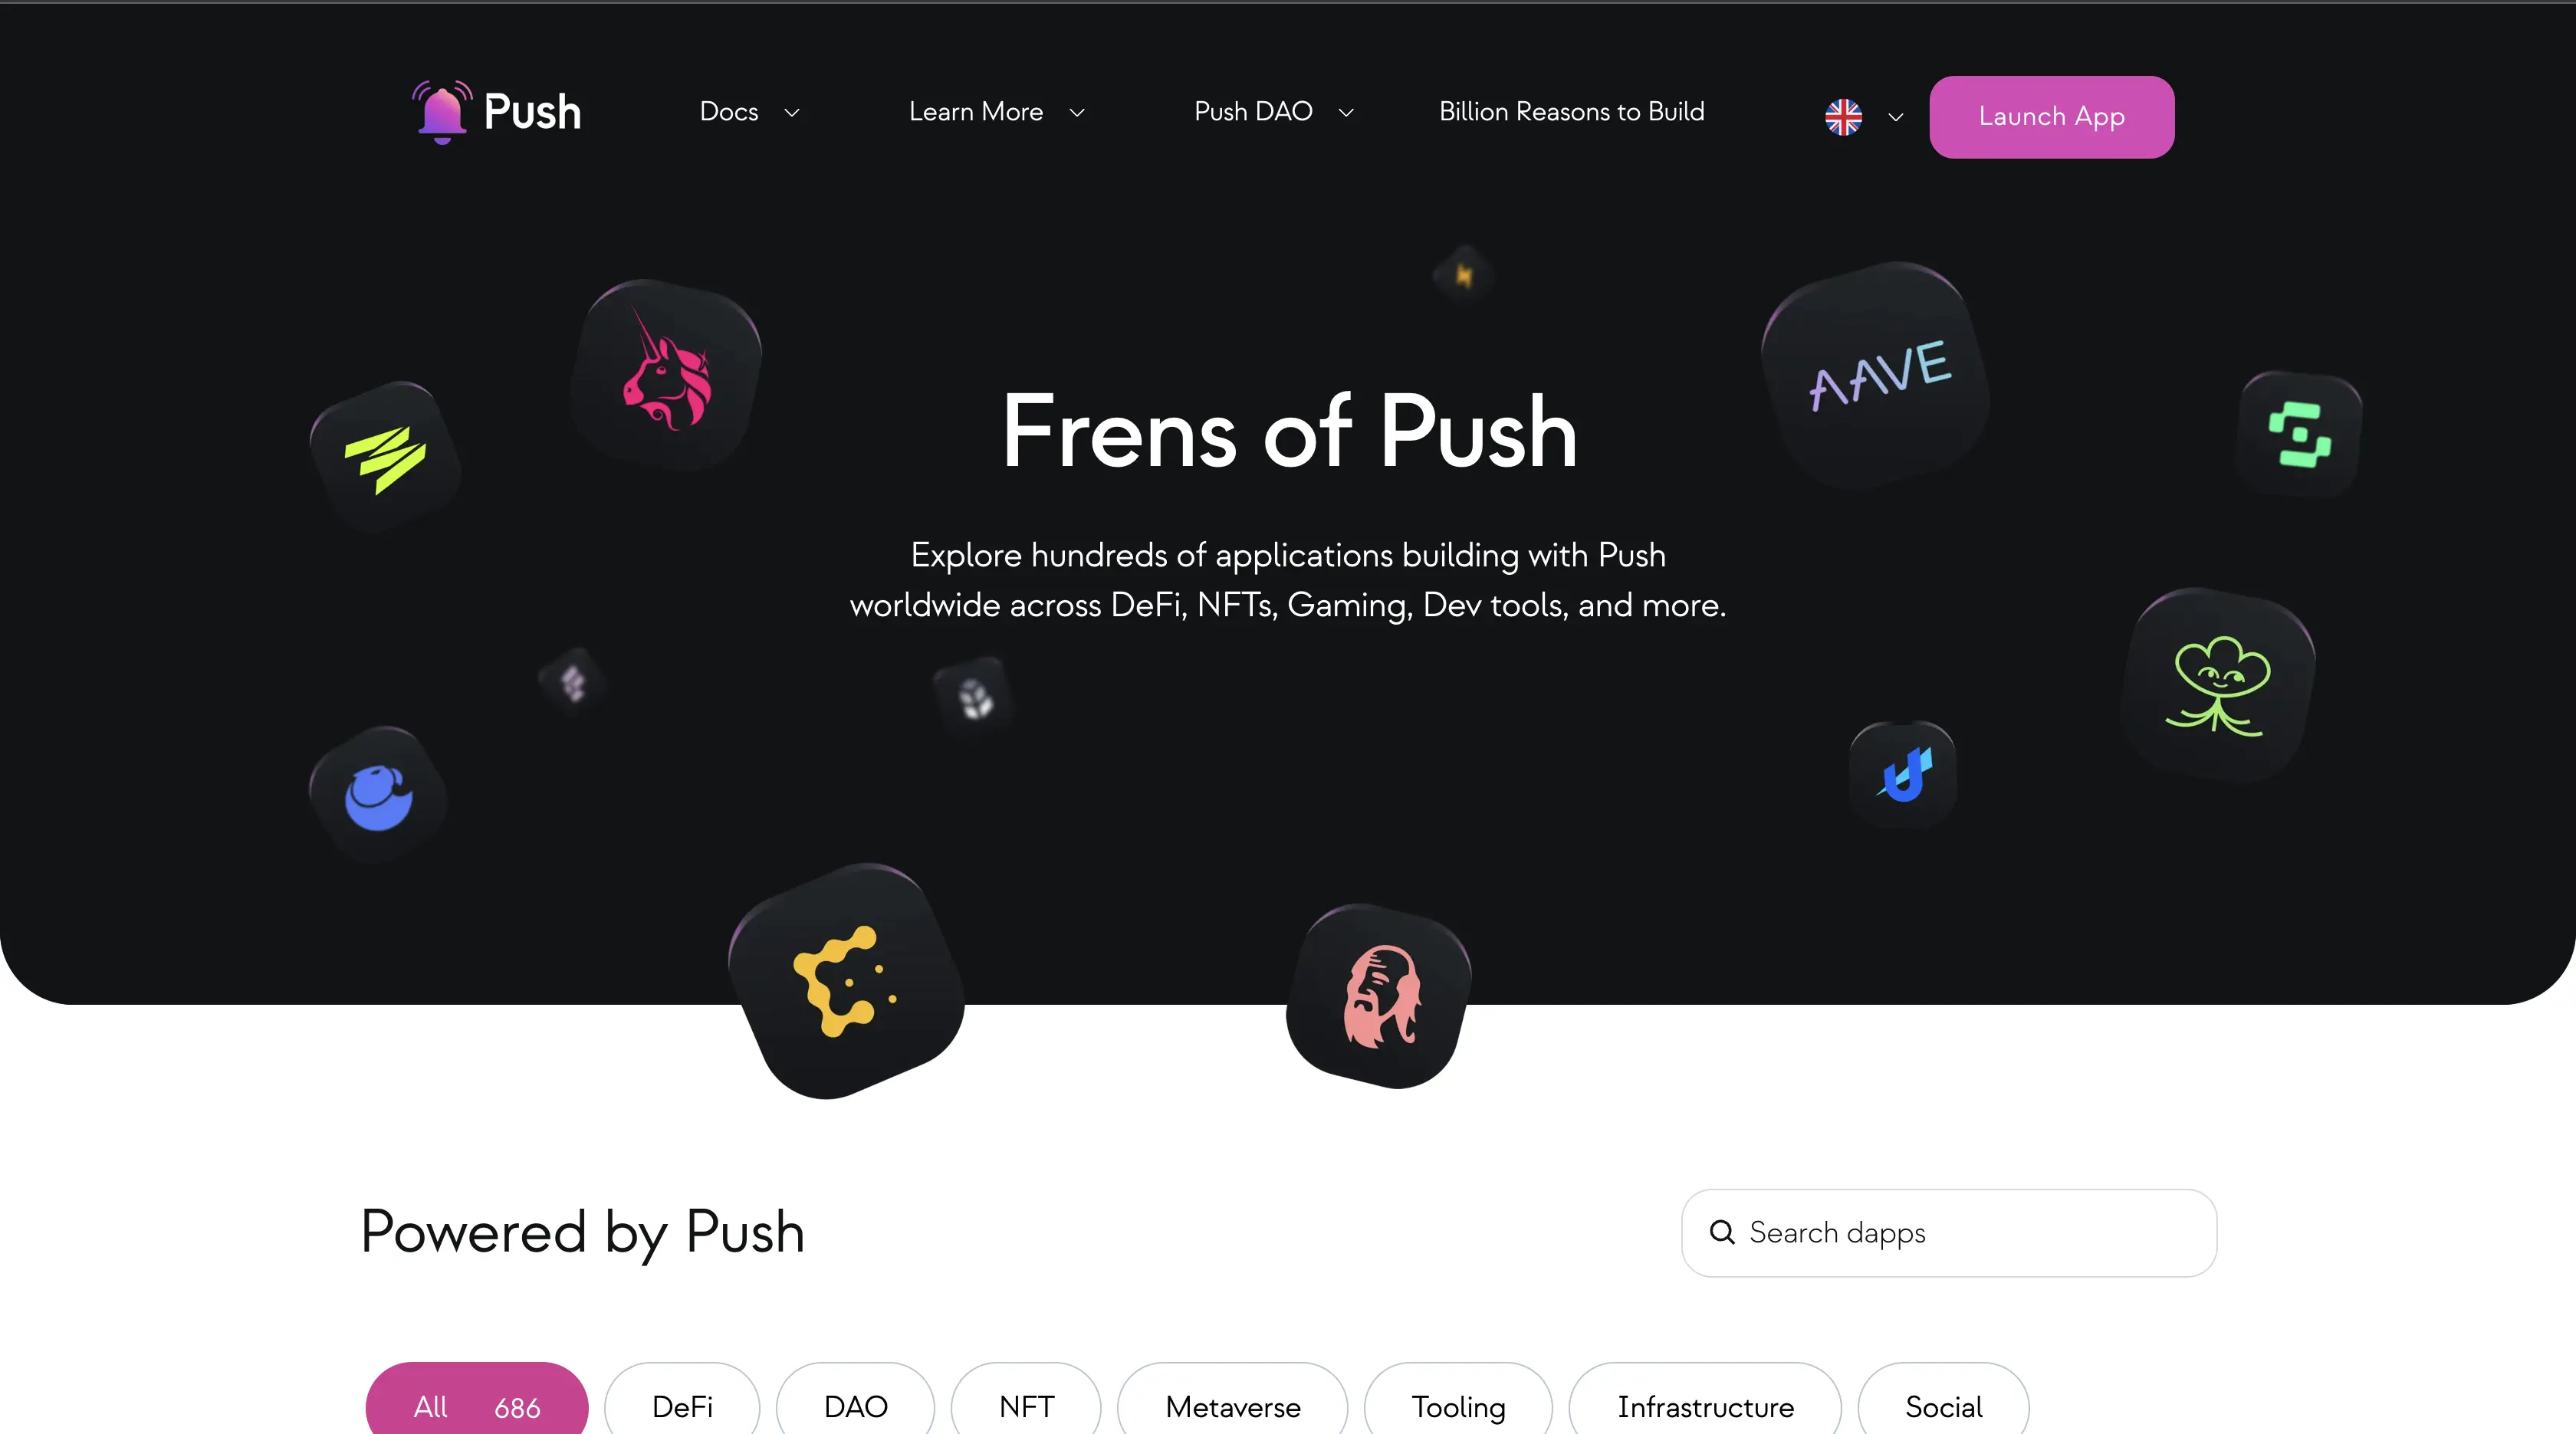 Push
Docs
Learn More
Push DAO
Billion Reasons to Build
Launch App
AAVE
Frens of Push
Explore hundreds of applications building with Push
worldwide across DeFi, NFTs, Gaming, Dev tools, and more.
Powered by Push
Search dapps
All 686
DeFi
DAO
NFT
Metaverse
Tooling
Infrastructure
Social